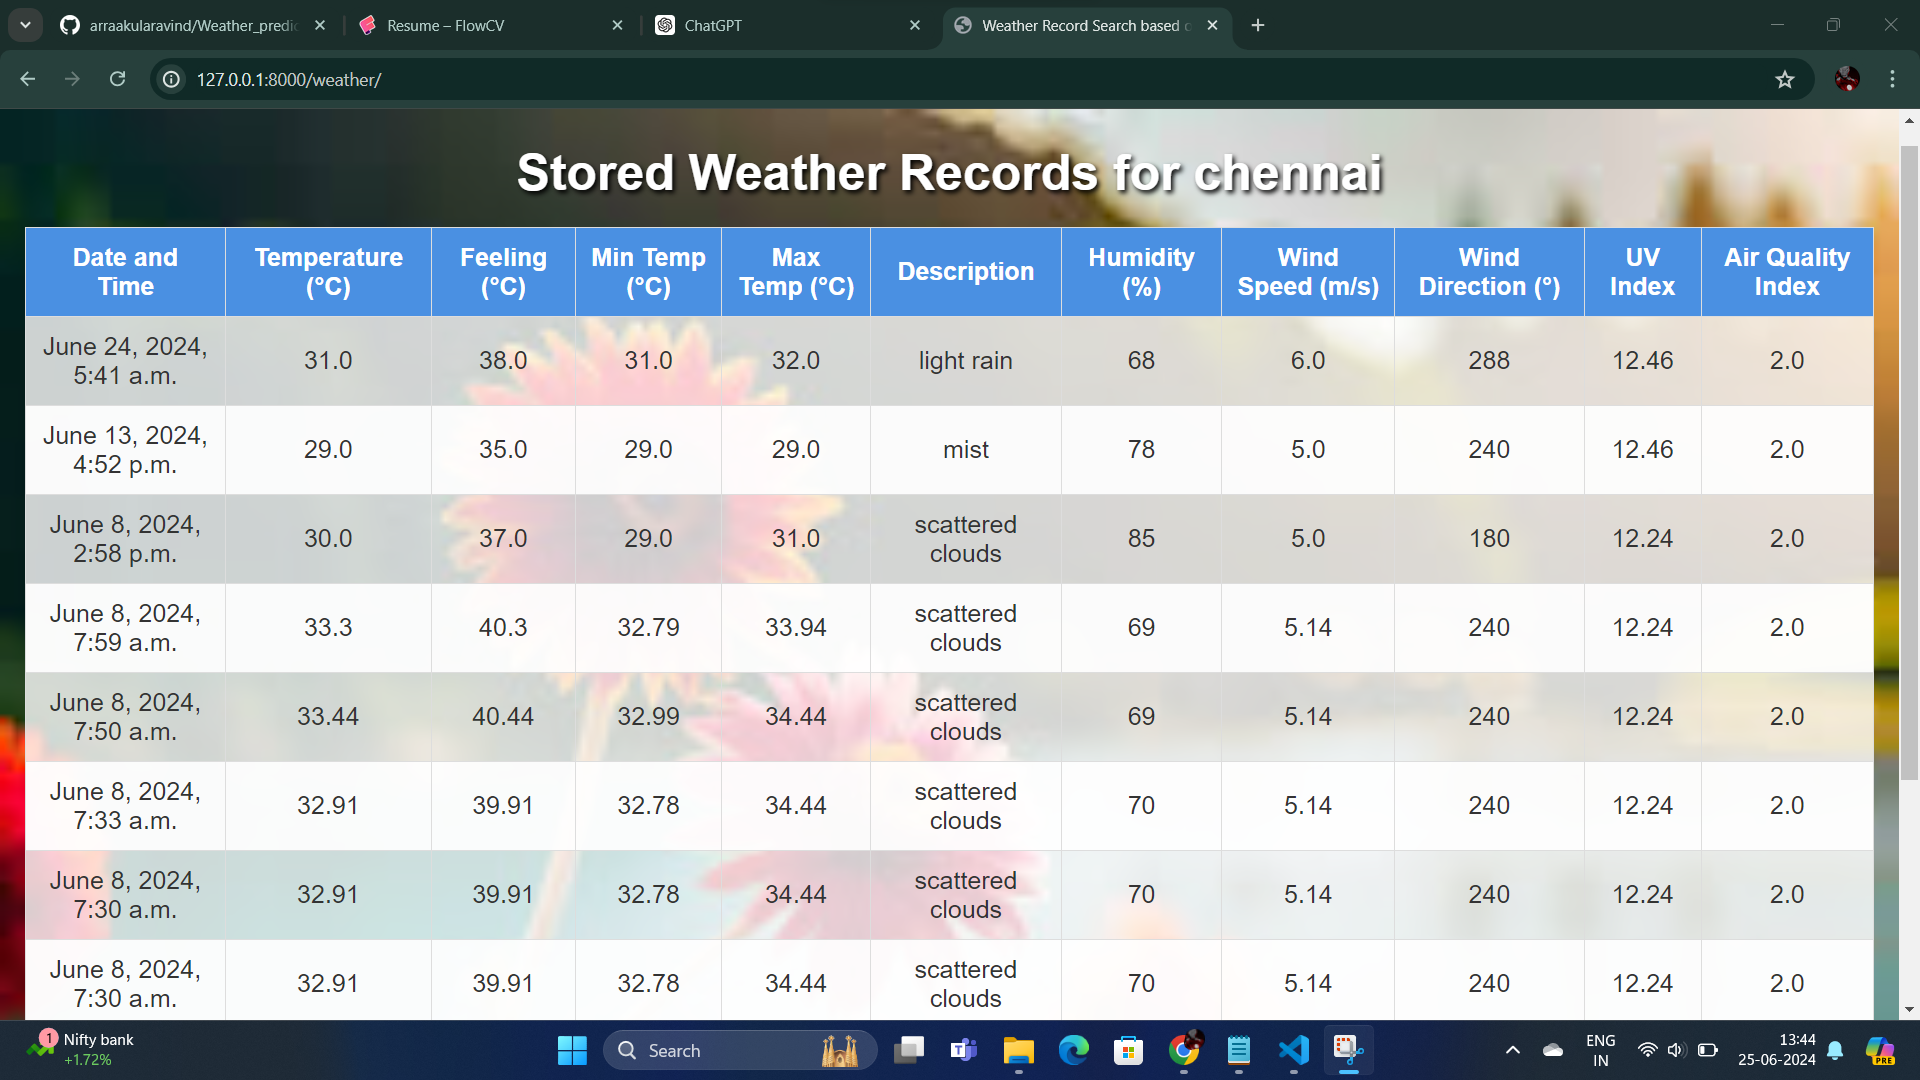 arraakularavind/Weather_predic
Resume – FlowCV
ChatGPT
Weather Record Search based o
127.0.0.1:8000/weather/
Stored Weather Records for chennai
Date and Time Temperature (°C) Feeling (°C) Min Temp (°C) Max Temp (°C) Description Humidity (%) Wind Speed (m/s) Wind Direction (°) UV Index Air Quality Index
June 24, 2024, 5:41 a.m. 31.0 38.0 31.0 32.0 light rain 68 6.0 288 12.46 2.0
June 13, 2024, 4:52 p.m. 29.0 35.0 29.0 29.0 mist 78 5.0 240 12.46 2.0
June 8, 2024, 2:58 p.m. 30.0 37.0 29.0 31.0 scattered clouds 85 5.0 180 12.24 2.0
June 8, 2024, 7:59 a.m. 33.3 40.3 32.79 33.94 scattered clouds 69 5.14 240 12.24 2.0
June 8, 2024, 7:50 a.m. 33.44 40.44 32.99 34.44 scattered clouds 69 5.14 240 12.24 2.0
June 8, 2024, 7:33 a.m. 32.91 39.91 32.78 34.44 scattered clouds 70 5.14 240 12.24 2.0
June 8, 2024, 7:30 a.m. 32.91 39.91 32.78 34.44 scattered clouds 70 5.14 240 12.24 2.0
June 8, 2024, 7:30 a.m. 32.91 39.91 32.78 34.44 scattered clouds 70 5.14 240 12.24 2.0
1
Nifty bank
+1.72%
Search
T
PRE
ENG
IN
13:44
25-06-2024